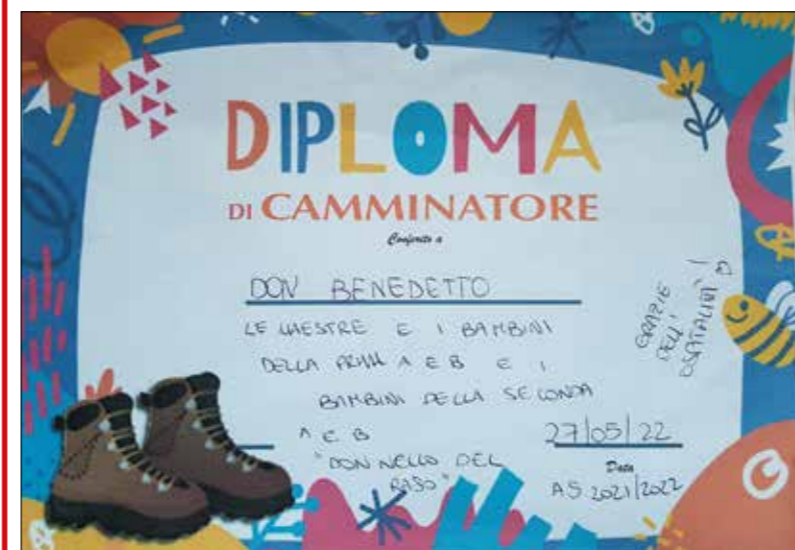 DIPLOMA
DI CAMMINATORE
Conferito a
DON BENEDETTO
LE MAESTRE E I BAMBINI
DELLA PRIMA A E B E I
BAMBINI DELLA SECONDA
A E B
"DON NELLO DEL
RASO"
27/05/22
Data
AS 2021/2022
GRAZIE
DELL'
OSPITALITÀ!